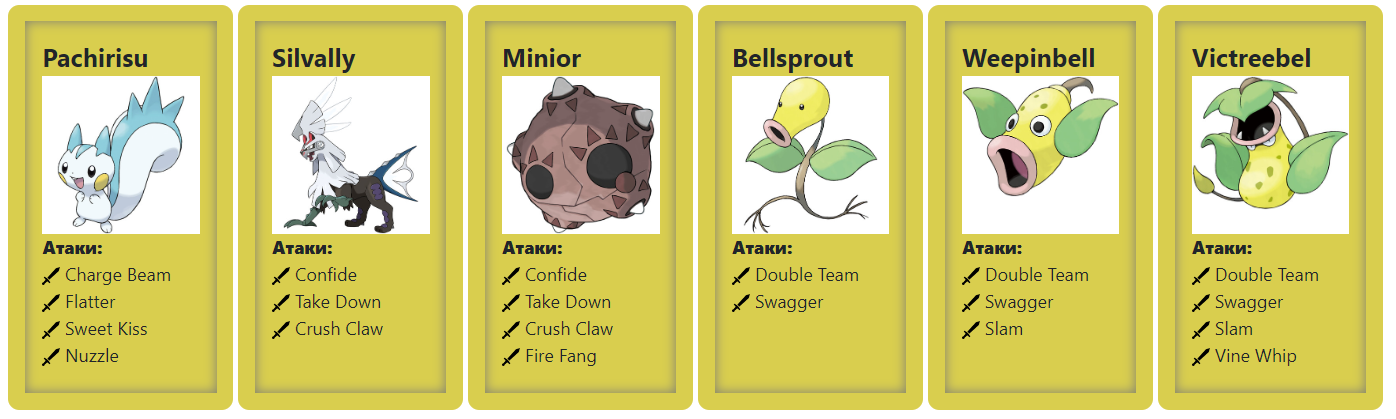 Pachirisu
Атаки:
Charge Beam
Flatter
Sweet Kiss
Nuzzle
Silvally
Атаки:
Confide
Take Down
Crush Claw
Minior
Атаки:
Confide
Take Down
Crush Claw
Fire Fang
Bellsprout
Атаки:
Double Team
Swagger
Weepinbell
Атаки:
Double Team
Swagger
Slam
Victreebel
Атаки:
Double Team
Swagger
Slam
Vine Whip